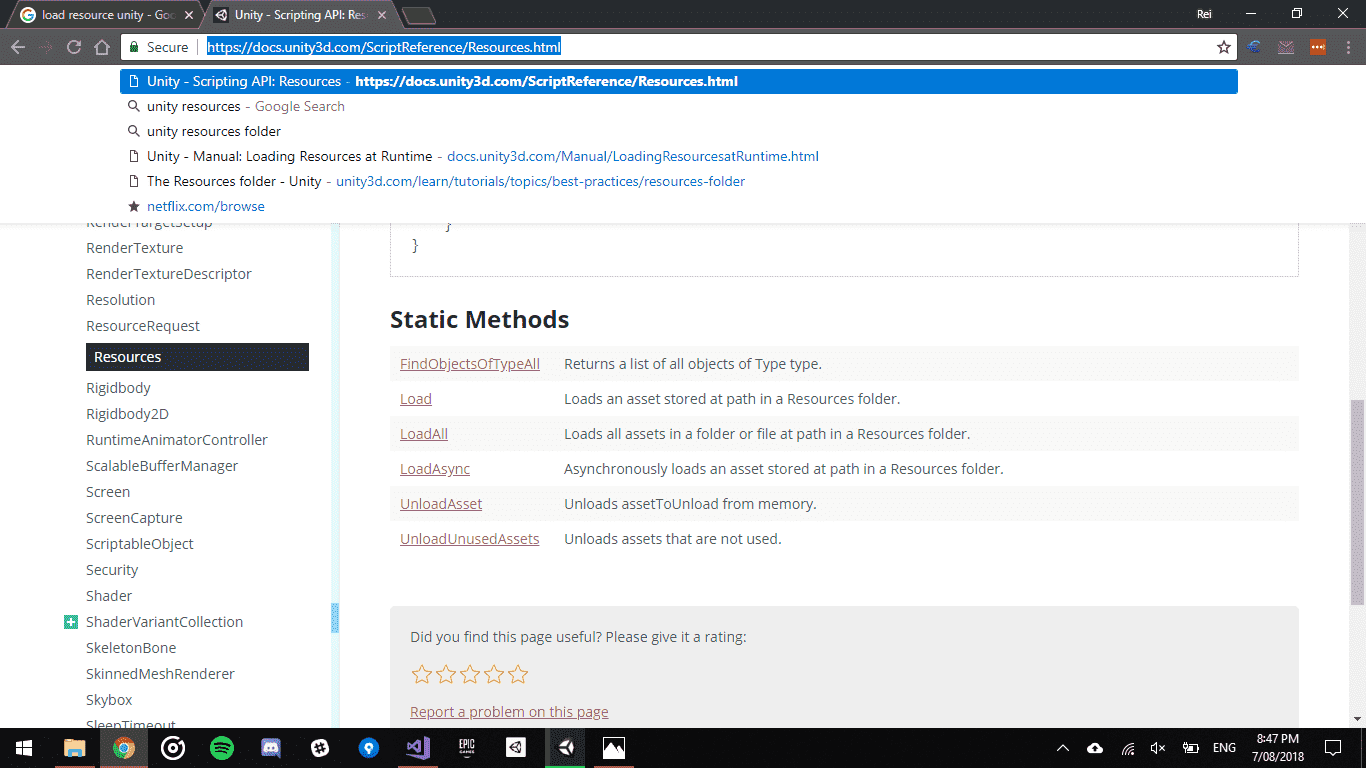 load resource unity - Goo
Unity - Scripting API: Res
Rei
Secure
https://docs.unity3d.com/ScriptReference/Resources.html
Unity - Scripting API: Resources - https://docs.unity3d.com/ScriptReference/Resources.html
unity resources - Google Search
unity resources folder
Unity - Manual: Loading Resources at Runtime - docs.unity3d.com/Manual/LoadingResourcesatRuntime.html
The Resources folder - Unity - unity3d.com/learn/tutorials/topics/best-practices/resources-folder
netflix.com/browse
RenderTargetSetup
RenderTexture
RenderTextureDescriptor
Resolution
ResourceRequest
Resources
Rigidbody
Rigidbody2D
RuntimeAnimatorController
ScalableBufferManager
Screen
ScreenCapture
ScriptableObject
Security
Shader
ShaderVariantCollection
SkeletonBone
SkinnedMeshRenderer
Skybox
SleepTimeout
}
}
Static Methods
FindObjectsOfTypeAll Returns a list of all objects of Type type.
Load Loads an asset stored at path in a Resources folder.
LoadAll Loads all assets in a folder or file at path in a Resources folder.
LoadAsync Asynchronously loads an asset stored at path in a Resources folder.
UnloadAsset Unloads assetToUnload from memory.
UnloadUnusedAssets Unloads assets that are not used.
Did you find this page useful? Please give it a rating:
Report a problem on this page
EPIC
GAMES
ENG
8:47 PM
7/08/2018